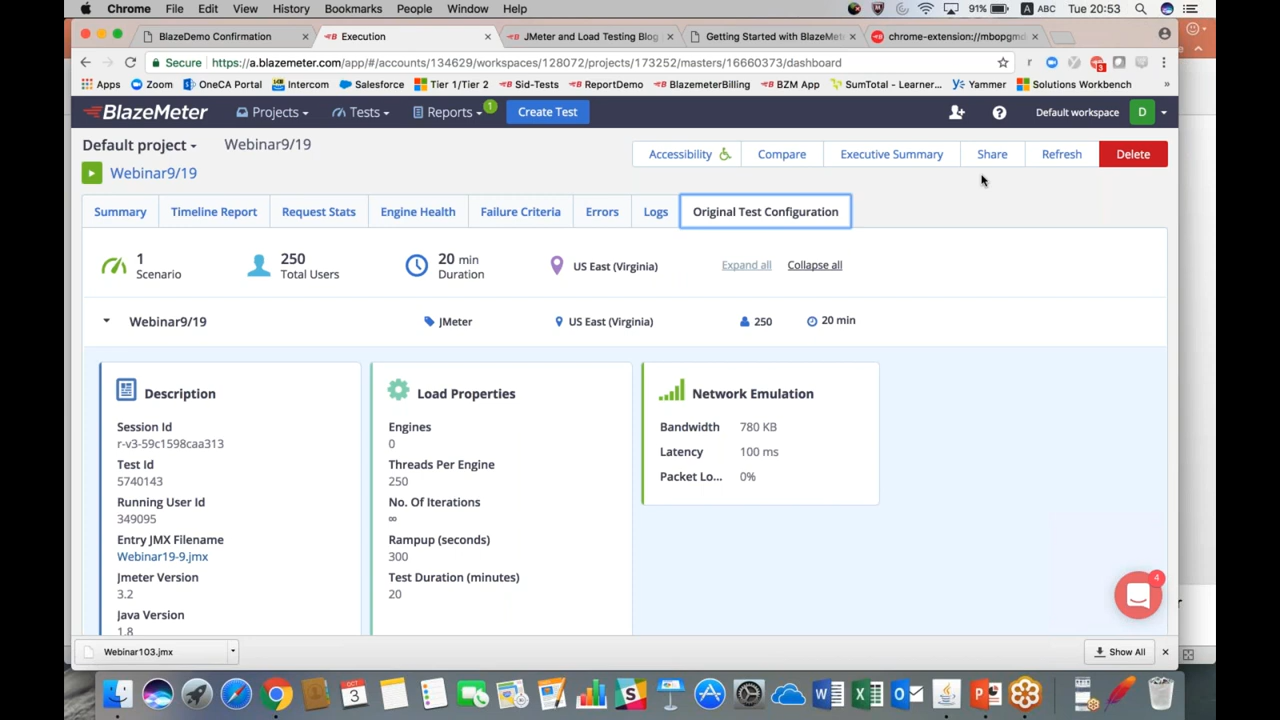 Chrome File Edit View History Bookmarks People Window Help 91% ABC Tue 20:53
BlazeDemo Confirmation Execution JMeter and Load Testing Blog Getting Started with BlazeMete chrome-extension://mbopgmd
Secure https://a.blazemeter.com/app/#/accounts/134629/workspaces/128072/projects/173252/masters/16660373/dashboard
Apps Zoom OneCA Portal Intercom Salesforce Tier 1/Tier 2 Sid-Tests ReportDemo BlazemeterBilling BZM App SumTotal - Learner... Yammer Solutions Workbench »
BlazeMeter Projects Tests Reports 1 Create Test Default workspace D
Default project Webinar9/19
Accessibility Compare Executive Summary Share Refresh Delete
Webinar9/19
Summary Timeline Report Request Stats Engine Health Failure Criteria Errors Logs Original Test Configuration
1 Scenario
250 Total Users
20 min Duration
US East (Virginia)
Expand all Collapse all
Webinar9/19 JMeter US East (Virginia) 250 20 min
Description
Session Id
r-v3-59c1598caa313
Test Id
5740143
Running User Id
349095
Entry JMX Filename
Webinar19-9.jmx
Jmeter Version
3.2
Java Version
1.8
Load Properties
Engines
0
Threads Per Engine
250
No. Of Iterations
∞
Rampup (seconds)
300
Test Duration (minutes)
20
Network Emulation
Bandwidth 780 KB
Latency 100 ms
Packet Lo... 0%
4
Webinar103.jmx Show All
OCT
3